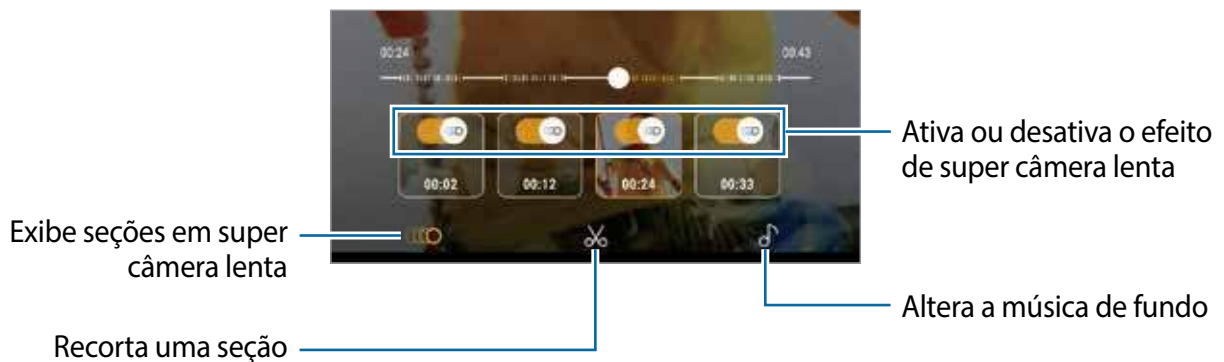 00:24
00:43
Ativa ou desativa o efeito
de super câmera lenta
00:02
00:12
00:24
00:33
Exibe seções em super
câmera lenta
Altera a música de fundo
Recorta uma seção